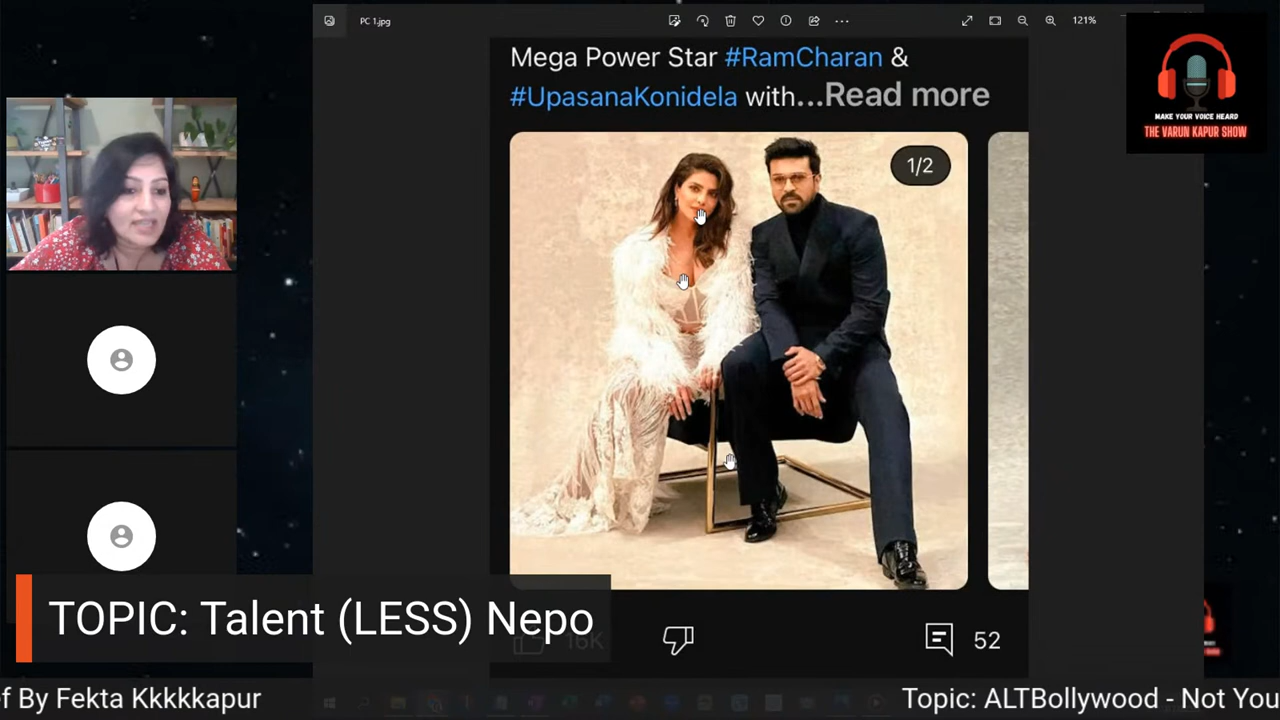 PC 1.jpg
121%
Mega Power Star #RamCharan &
#UpasanaKonidela with...Read more
1/2
MAKE YOUR VOICE HEARD
THE VARUN KAPUR SHOW
TOPIC: Talent (LESS) Nepo
16K
52
f By Fekta Kkkkkapur
Topic: ALTBollywood - Not You